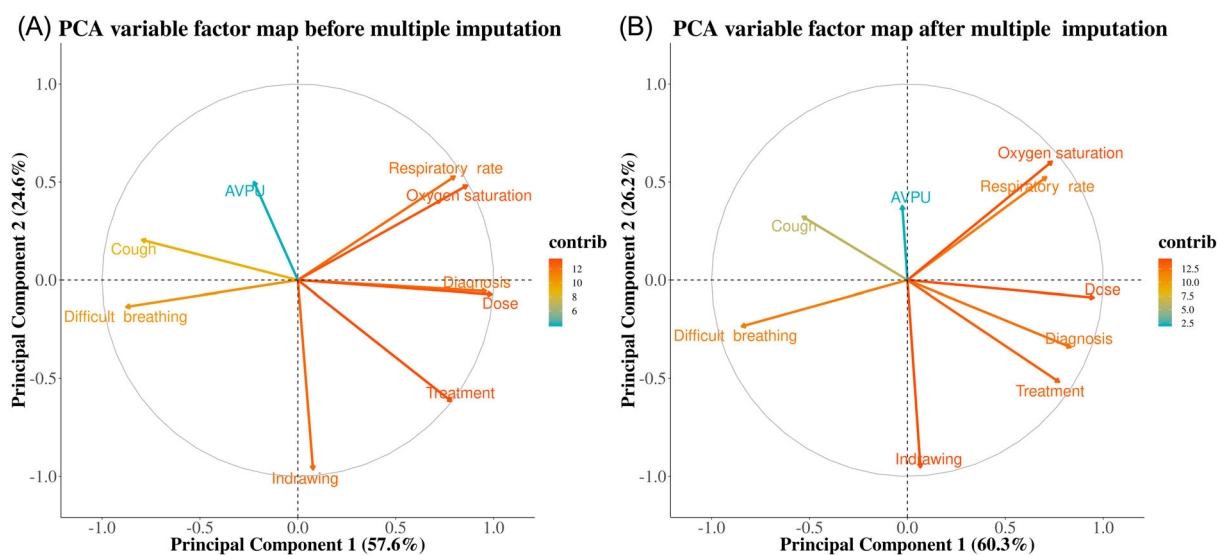 (A) PCA variable factor map before multiple imputation
Principal Component 2 (24.6%)
1.0
0.5
0.0
-0.5
-1.0
Respiratory rate
Oxygen saturation
AVPU
Cough
Diagnosis
Dose
Difficult breathing
Treatment
Indrawing
-1.0 -0.5 0.0 0.5 1.0
Principal Component 1 (57.6%)
contrib
12
10
8
6
(B) PCA variable factor map after multiple imputation
Principal Component 2 (26.2%)
1.0
0.5
0.0
-0.5
-1.0
Oxygen saturation
Respiratory rate
AVPU
Cough
Dose
Difficult breathing
Diagnosis
Treatment
Indrawing
-1.0 -0.5 0.0 0.5 1.0
Principal Component 1 (60.3%)
contrib
12.5
10.0
7.5
5.0
2.5